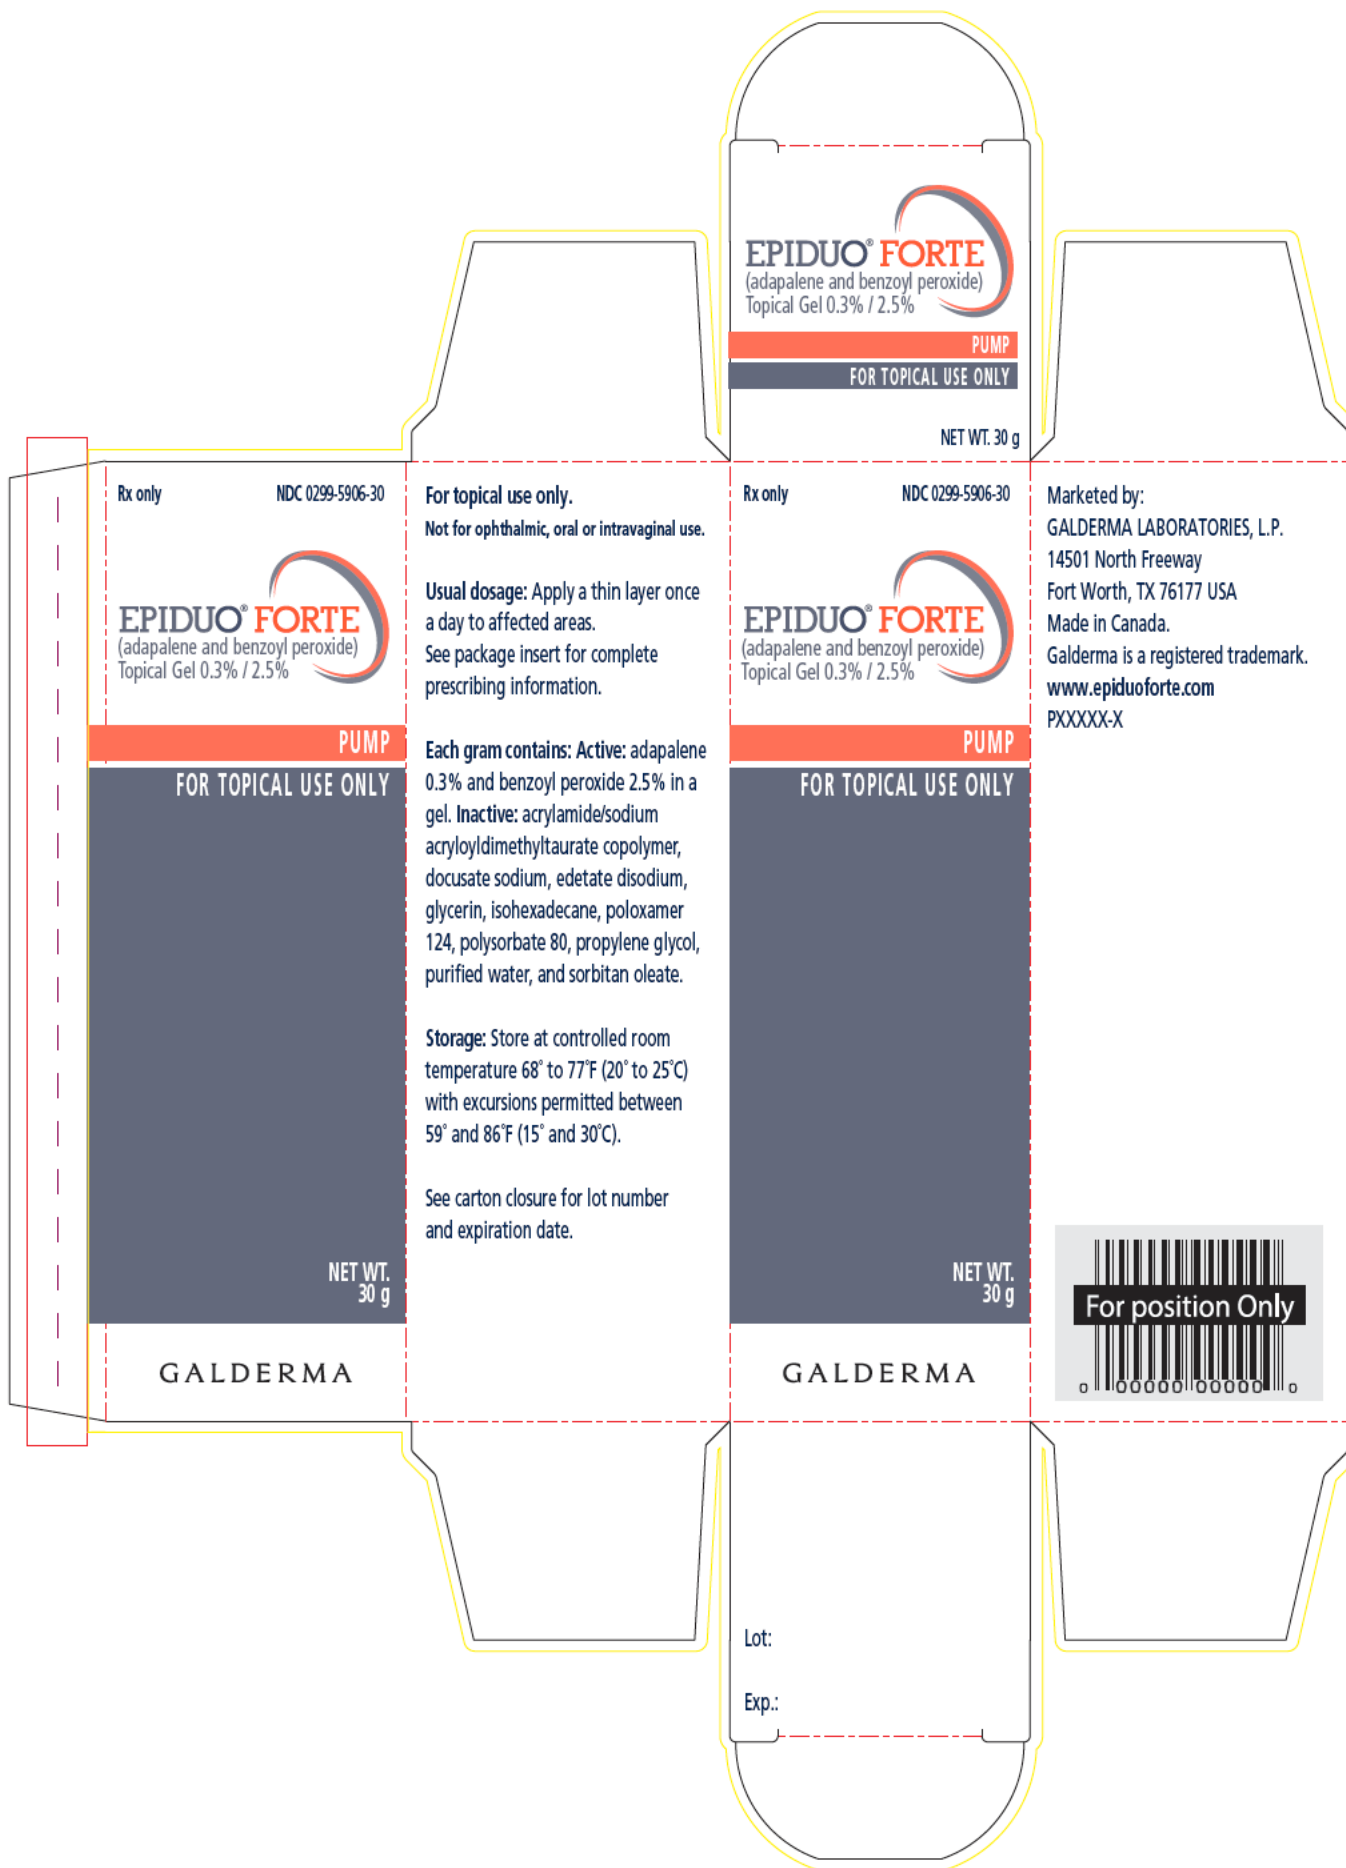 EPIDUO® FORTE
(adapalene and benzoyl peroxide)
Topical Gel 0.3% / 2.5%
PUMP
FOR TOPICAL USE ONLY
NET WT. 30 g
Rx only NDC 0299-5906-30
EPIDUO® FORTE
(adapalene and benzoyl peroxide)
Topical Gel 0.3% / 2.5%
PUMP
FOR TOPICAL USE ONLY
NET WT.
30 g
GALDERMA
For topical use only.
Not for ophthalmic, oral or intravaginal use.
Usual dosage: Apply a thin layer once
a day to affected areas.
See package insert for complete
prescribing information.
Each gram contains: Active: adapalene
0.3% and benzoyl peroxide 2.5% in a
gel. Inactive: acrylamide/sodium
acryloyldimethyltaurate copolymer,
docusate sodium, edetate disodium,
glycerin, isohexadecane, poloxamer
124, polysorbate 80, propylene glycol,
purified water, and sorbitan oleate.
Storage: Store at controlled room
temperature 68˚ to 77˚F (20˚ to 25˚C)
with excursions permitted between
59˚ and 86˚F (15˚ and 30˚C).
See carton closure for lot number
and expiration date.
Rx only NDC 0299-5906-30
EPIDUO® FORTE
(adapalene and benzoyl peroxide)
Topical Gel 0.3% / 2.5%
PUMP
FOR TOPICAL USE ONLY
NET WT.
30 g
GALDERMA
Marketed by:
GALDERMA LABORATORIES, L.P.
14501 North Freeway
Fort Worth, TX 76177 USA
Made in Canada.
Galderma is a registered trademark.
www.epiduoforte.com
PXXXXX-X
For position Only
0 00000 00000 0
Lot:
Exp.: